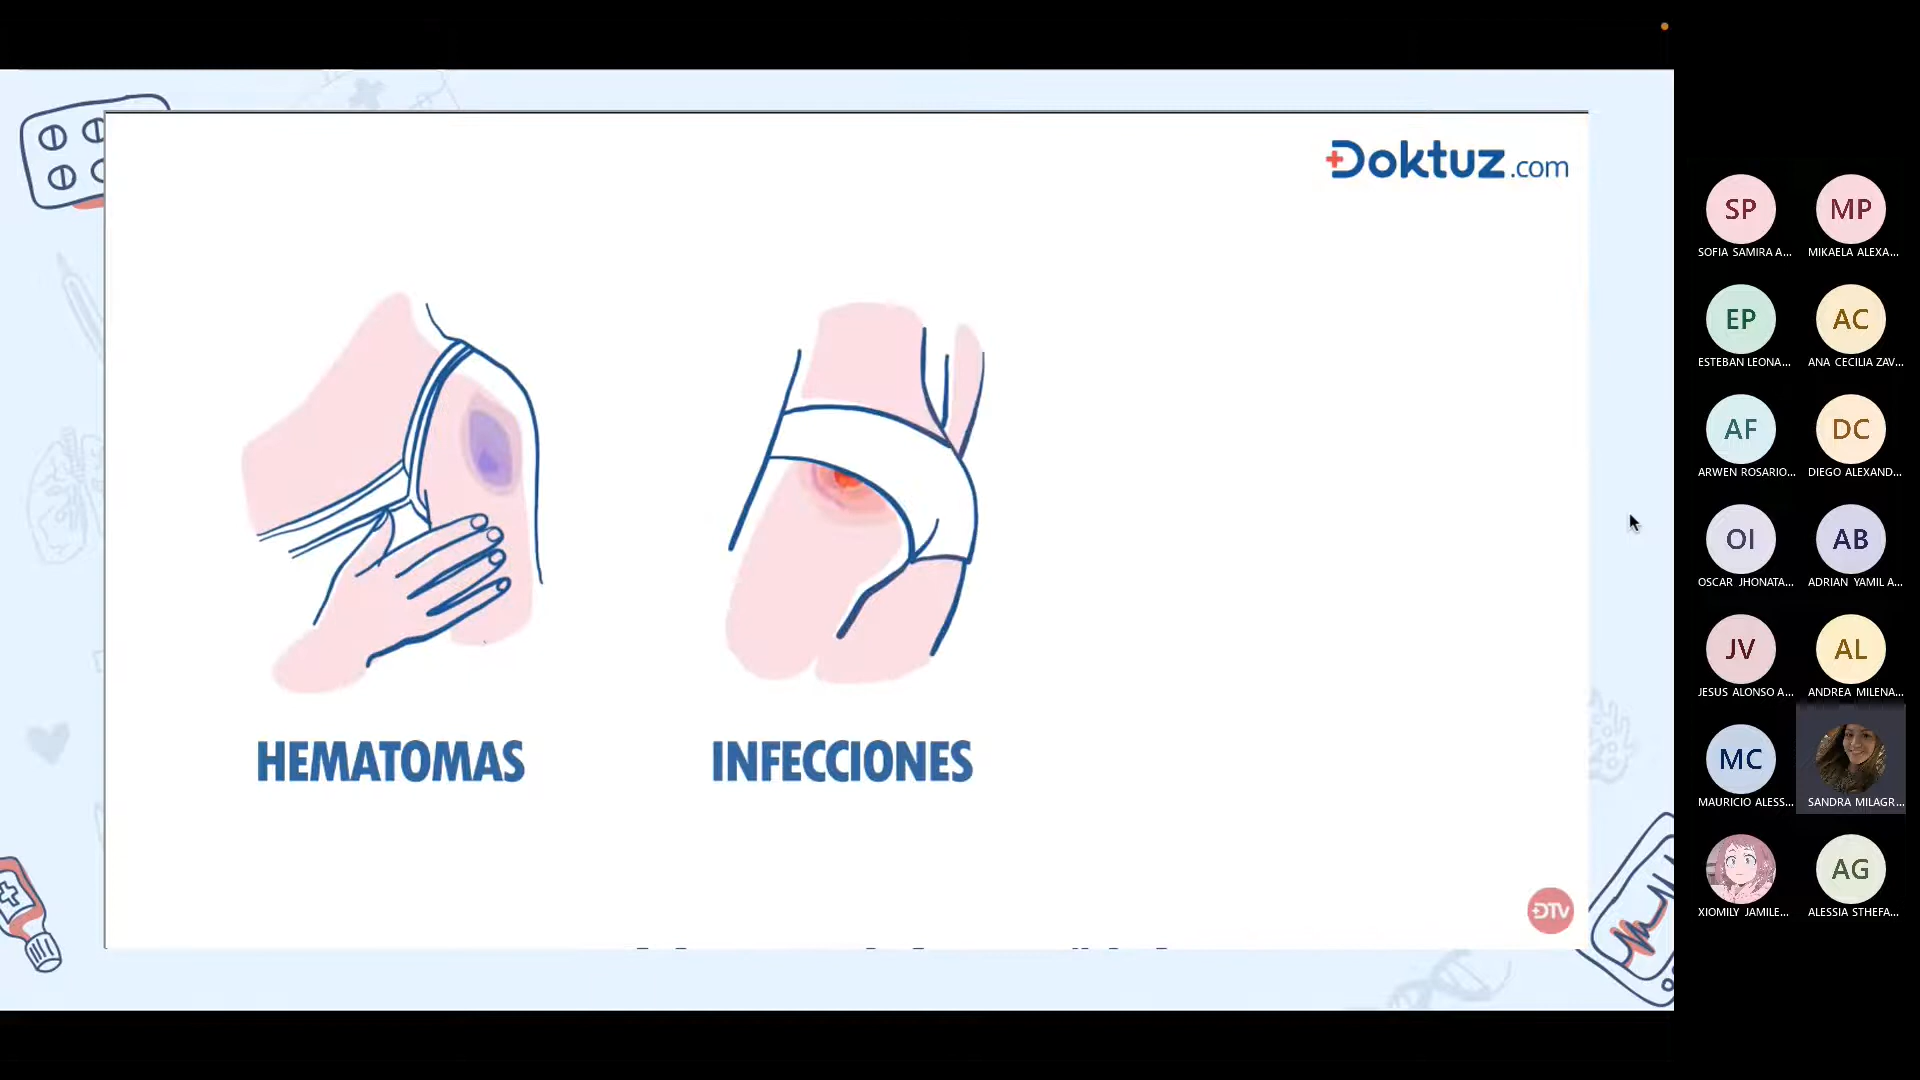 Doktuz.com
HEMATOMAS
INFECCIONES
DTV
SP
SOFIA SAMIRA A...
MP
MIKAELA ALEXA...
EP
ESTEBAN LEONA...
AC
ANA CECILIA ZAV...
AF
ARWEN ROSARIO...
DC
DIEGO ALEXAND...
OI
OSCAR JHONATA...
AB
ADRIAN YAMIL A...
JV
JESUS ALONSO A...
AL
ANDREA MILENA...
MC
MAURICIO ALESS...
SANDRA MILAGR...
XIOMILY JAMILE...
AG
ALESSIA STHEFA...